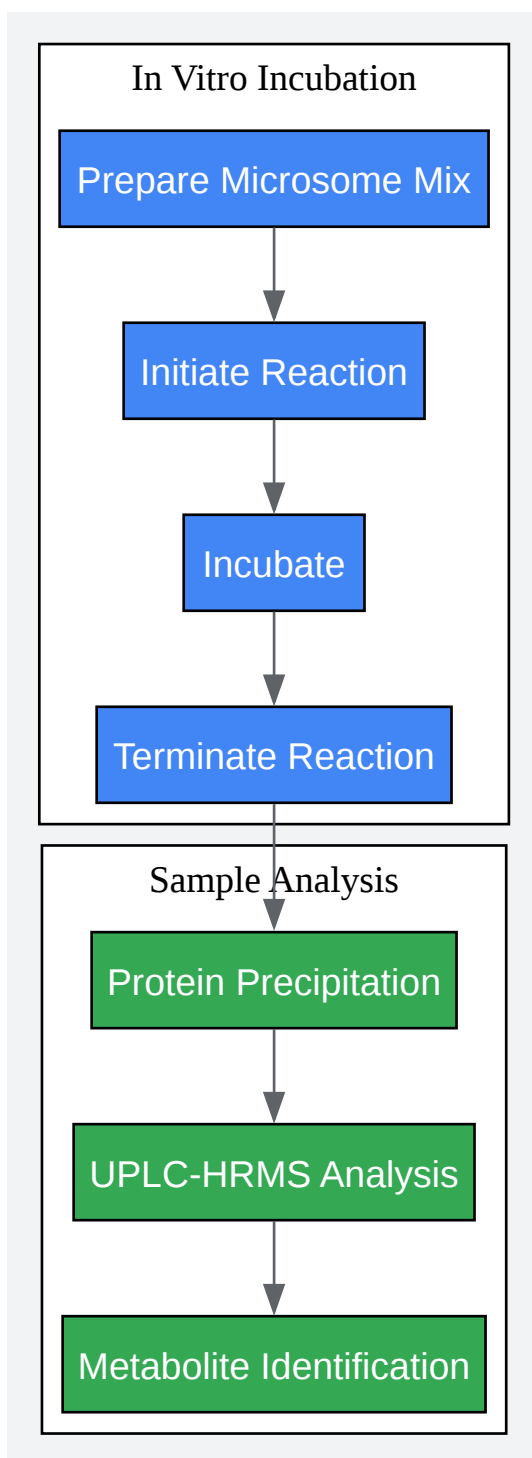 In Vitro Incubation
Prepare Microsome Mix
Initiate Reaction
Incubate
Terminate Reaction
Sample Analysis
Protein Precipitation
UPLC-HRMS Analysis
Metabolite Identification